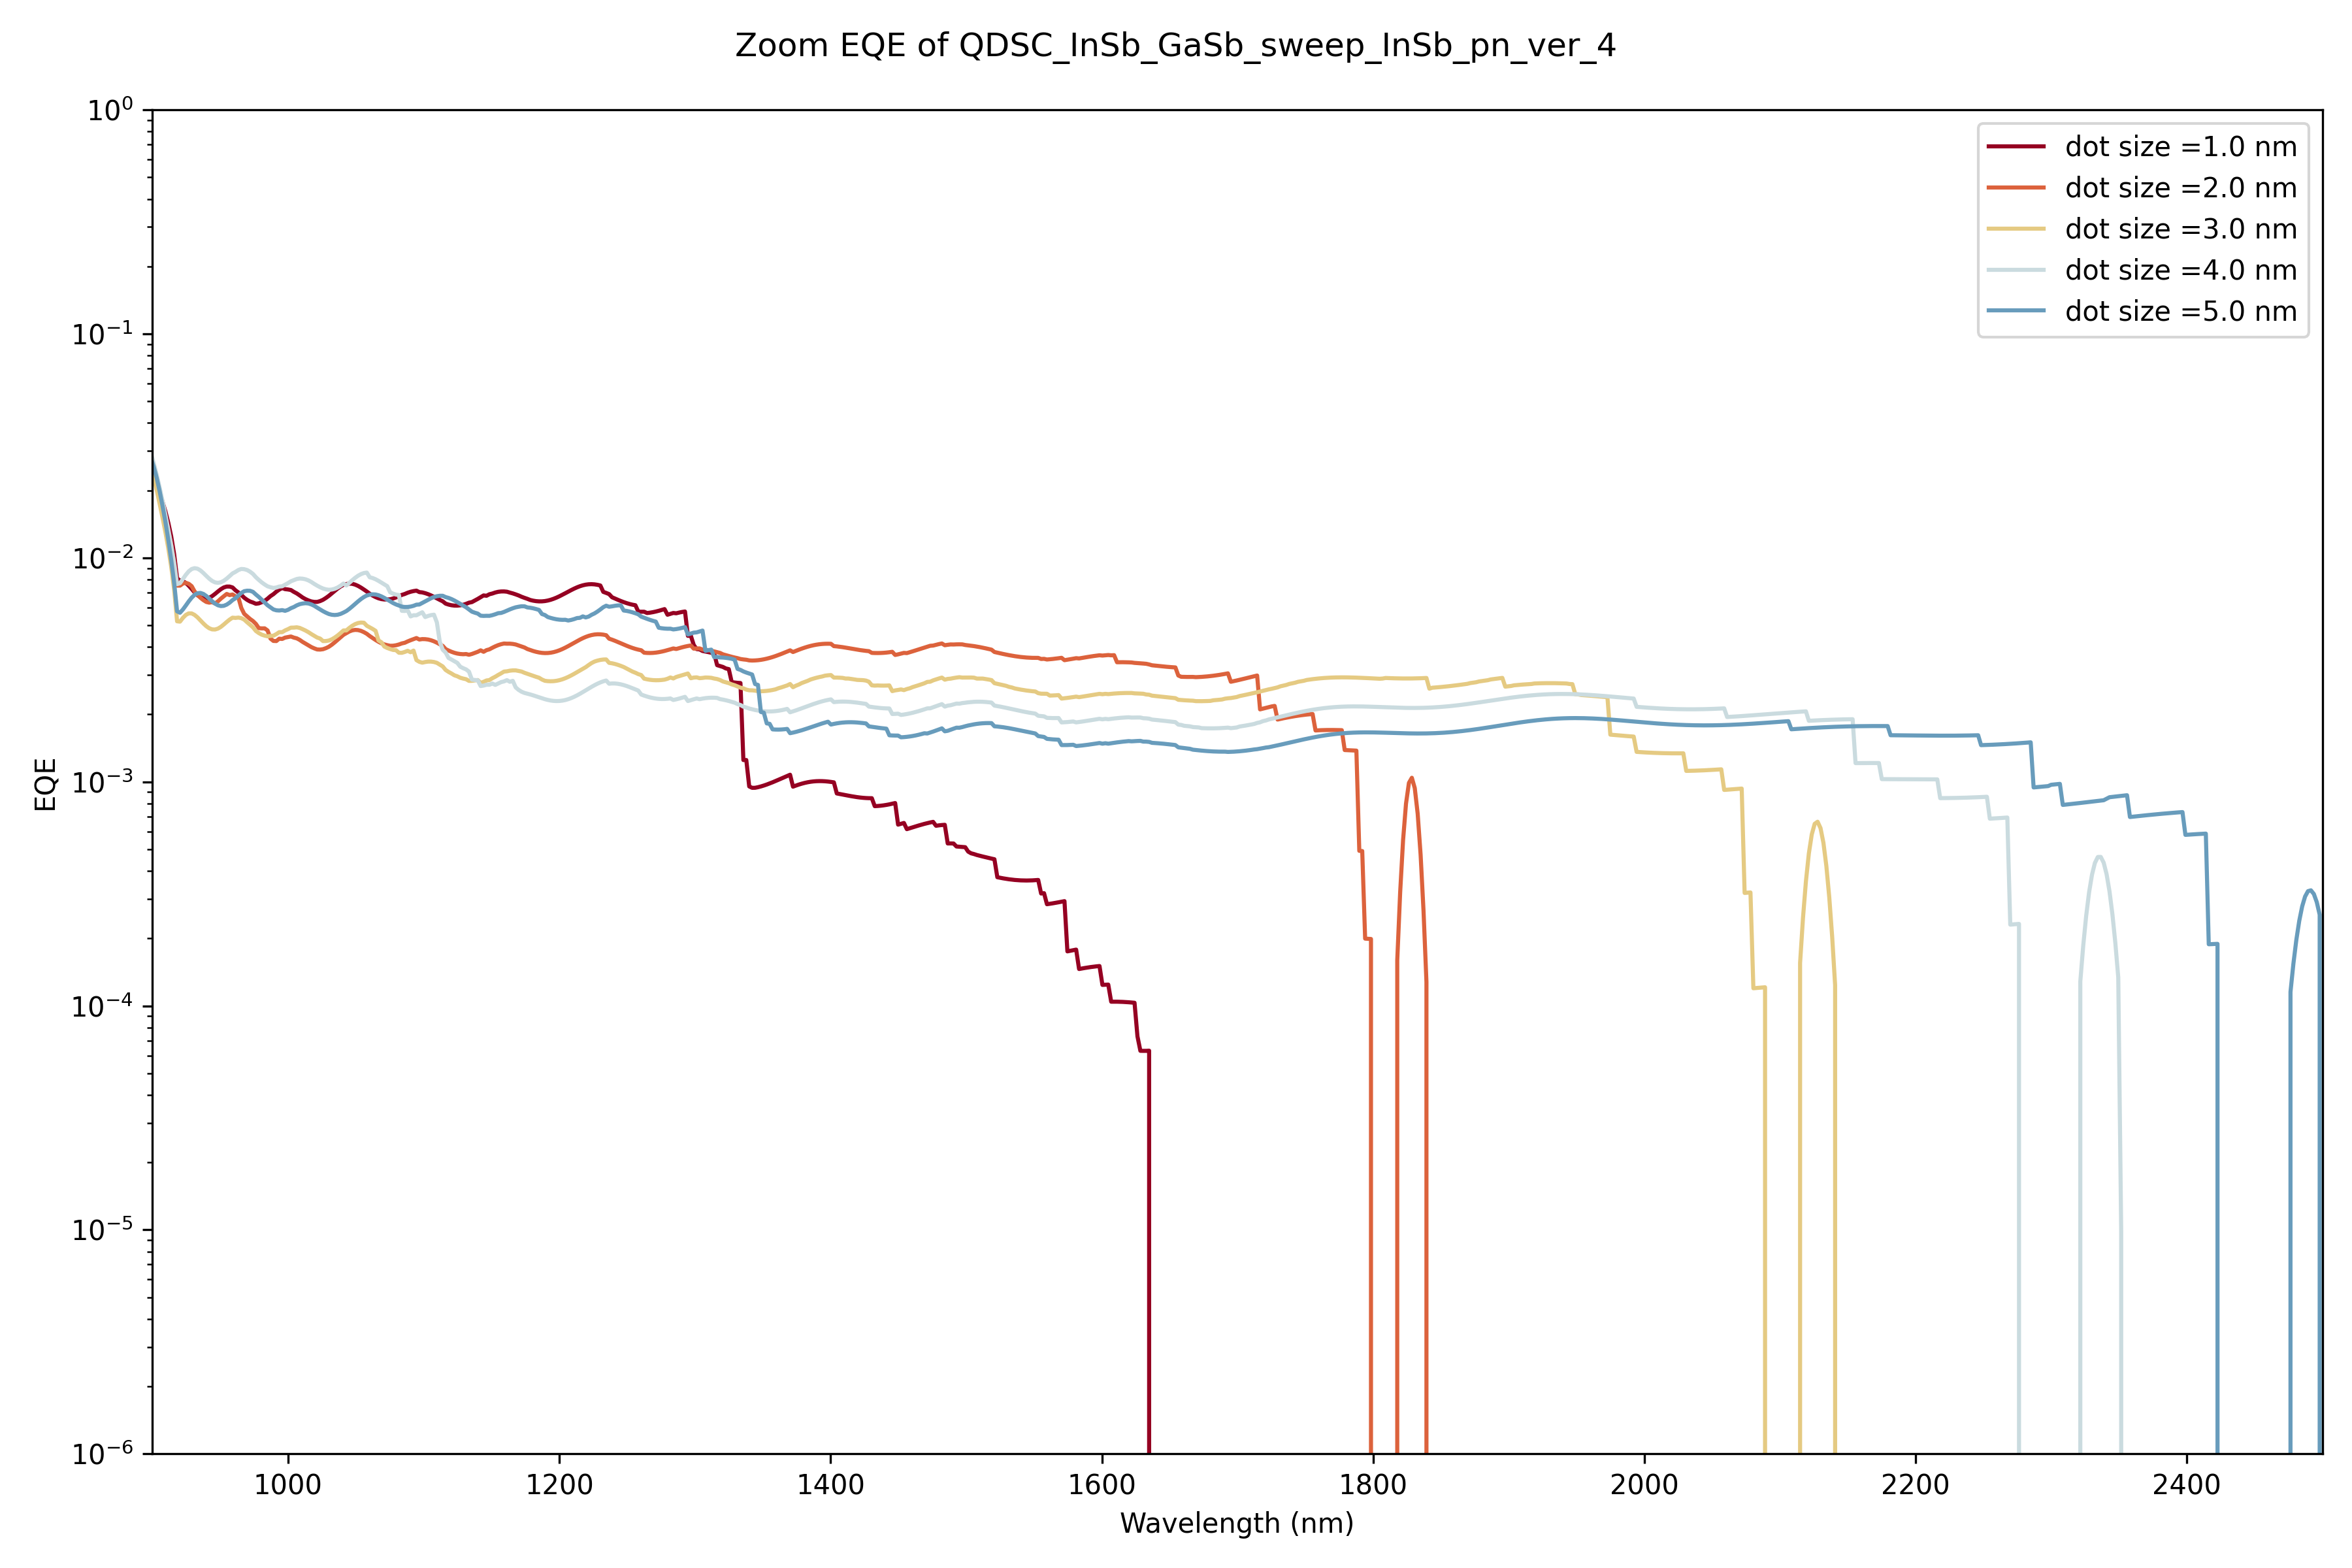 Zoom EQE of QDSC_InSb_GaSb_sweep_InSb_pn_ver_4
dot size =1.0 nm
dot size =2.0 nm
dot size =3.0 nm
dot size =4.0 nm
dot size =5.0 nm
EQE
10⁰
10⁻¹
10⁻²
10⁻³
10⁻⁴
10⁻⁵
10⁻⁶
1000 1200 1400 1600 1800 2000 2200 2400
Wavelength (nm)